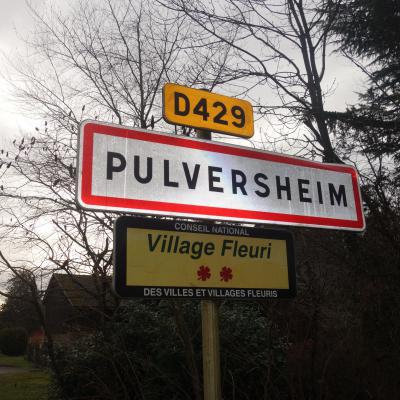 D429
PULVERSHEIM
CONSEIL NATIONAL
Village Fleuri
DES VILLES ET VILLAGES FLEURIS